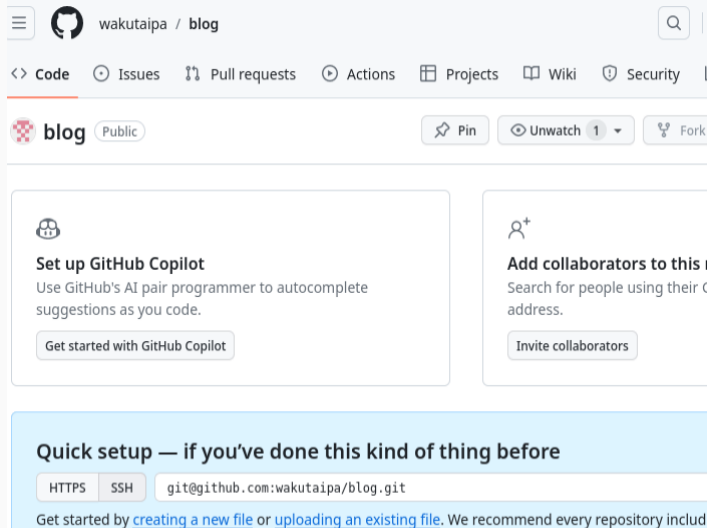 wakutaipa / blog
Code Issues Pull requests Actions Projects Wiki Security
blog Public Pin Unwatch 1 Fork
Set up GitHub Copilot
Use GitHub's AI pair programmer to autocomplete
suggestions as you code.
Get started with GitHub Copilot
Add collaborators to this
Search for people using their
address.
Invite collaborators
Quick setup — if you've done this kind of thing before
HTTPS SSH git@github.com:wakutaipa/blog.git
Get started by creating a new file or uploading an existing file. We recommend every repository